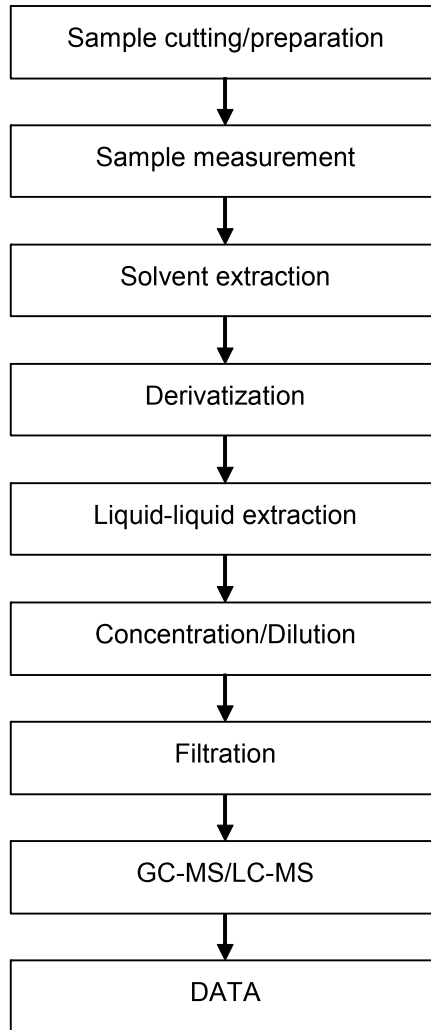 Sample cutting/preparation
Sample measurement
Solvent extraction
Derivatization
Liquid-liquid extraction
Concentration/Dilution
Filtration
GC-MS/LC-MS
DATA